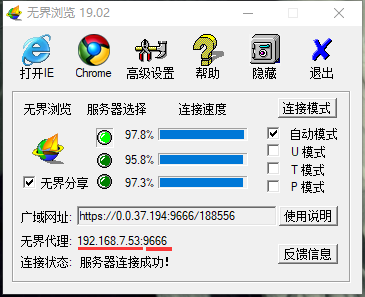 无界浏览 19.02
打开IE Chrome 高级设置 帮助 隐藏 退出
无界浏览 服务器选择 连接速度 连接模式
97.8% 自动模式
95.8% U 模式
T 模式
无界分享 97.3% P 模式
广域网址: https://0.0.37.194:9666/188556 使用说明
无界代理: 192.168.7.53:9666
连接状态: 服务器连接成功! 反馈信息